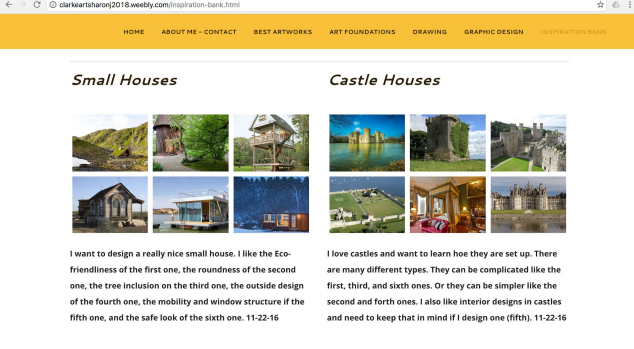 clarkeartsharonj2018.weebly.com/inspiration-bank.html
HOME ABOUT ME - CONTACT BEST ARTWORKS ART FOUNDATIONS DRAWING GRAPHIC DESIGN INSPIRATION BANK
Small Houses
I want to design a really nice small house. I like the Eco-
friendliness of the first one, the roundness of the second
one, the tree inclusion on the third one, the outside design
of the fourth one, the mobility and window structure if the
fifth one, and the safe look of the sixth one. 11-22-16
Castle Houses
I love castles and want to learn hoe they are set up. There
are many different types. They can be complicated like the
first, third, and sixth ones. Or they can be simpler like the
second and forth ones. I also like interior designs in castles
and need to keep that in mind if I design one (fifth). 11-22-16